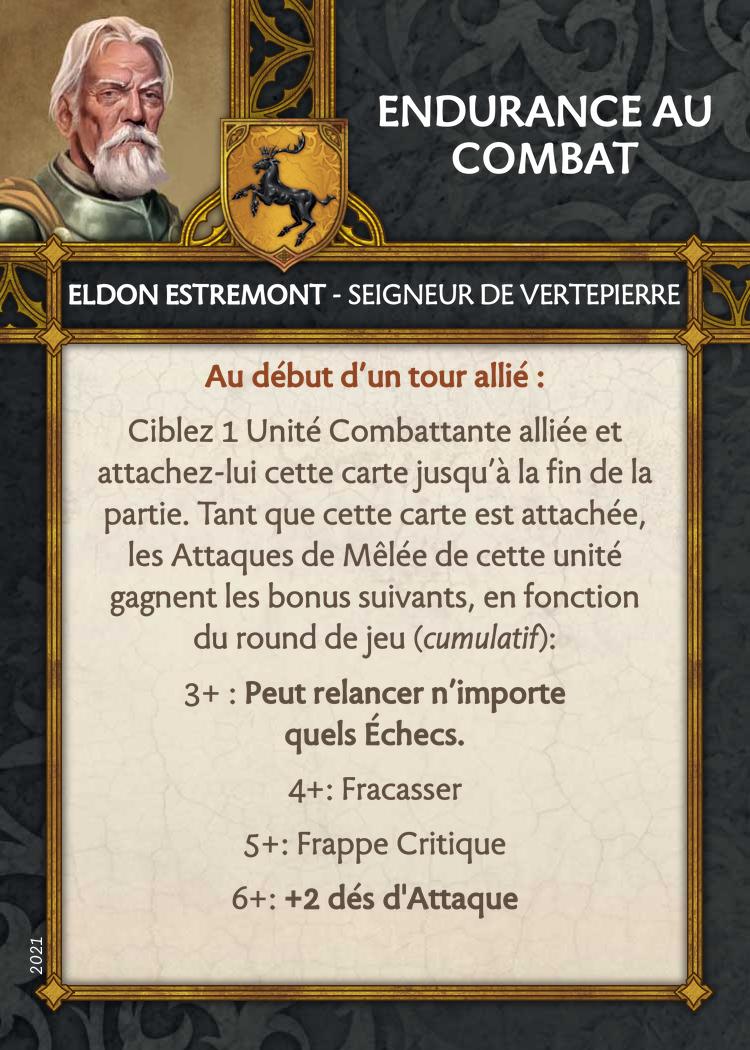 ENDURANCE AU
COMBAT
ELDON ESTREMONT - SEIGNEUR DE VERTEPIERRE
Au début d'un tour allié :
Ciblez 1 Unité Combattante alliée et
attachez-lui cette carte jusqu'à la fin de la
partie. Tant que cette carte est attachée,
les Attaques de Mêlée de cette unité
gagnent les bonus suivants, en fonction
du round de jeu (cumulatif):
3+ : Peut relancer n'importe
quels Échecs.
4+: Fracasser
5+: Frappe Critique
6+: +2 dés d'Attaque
2021